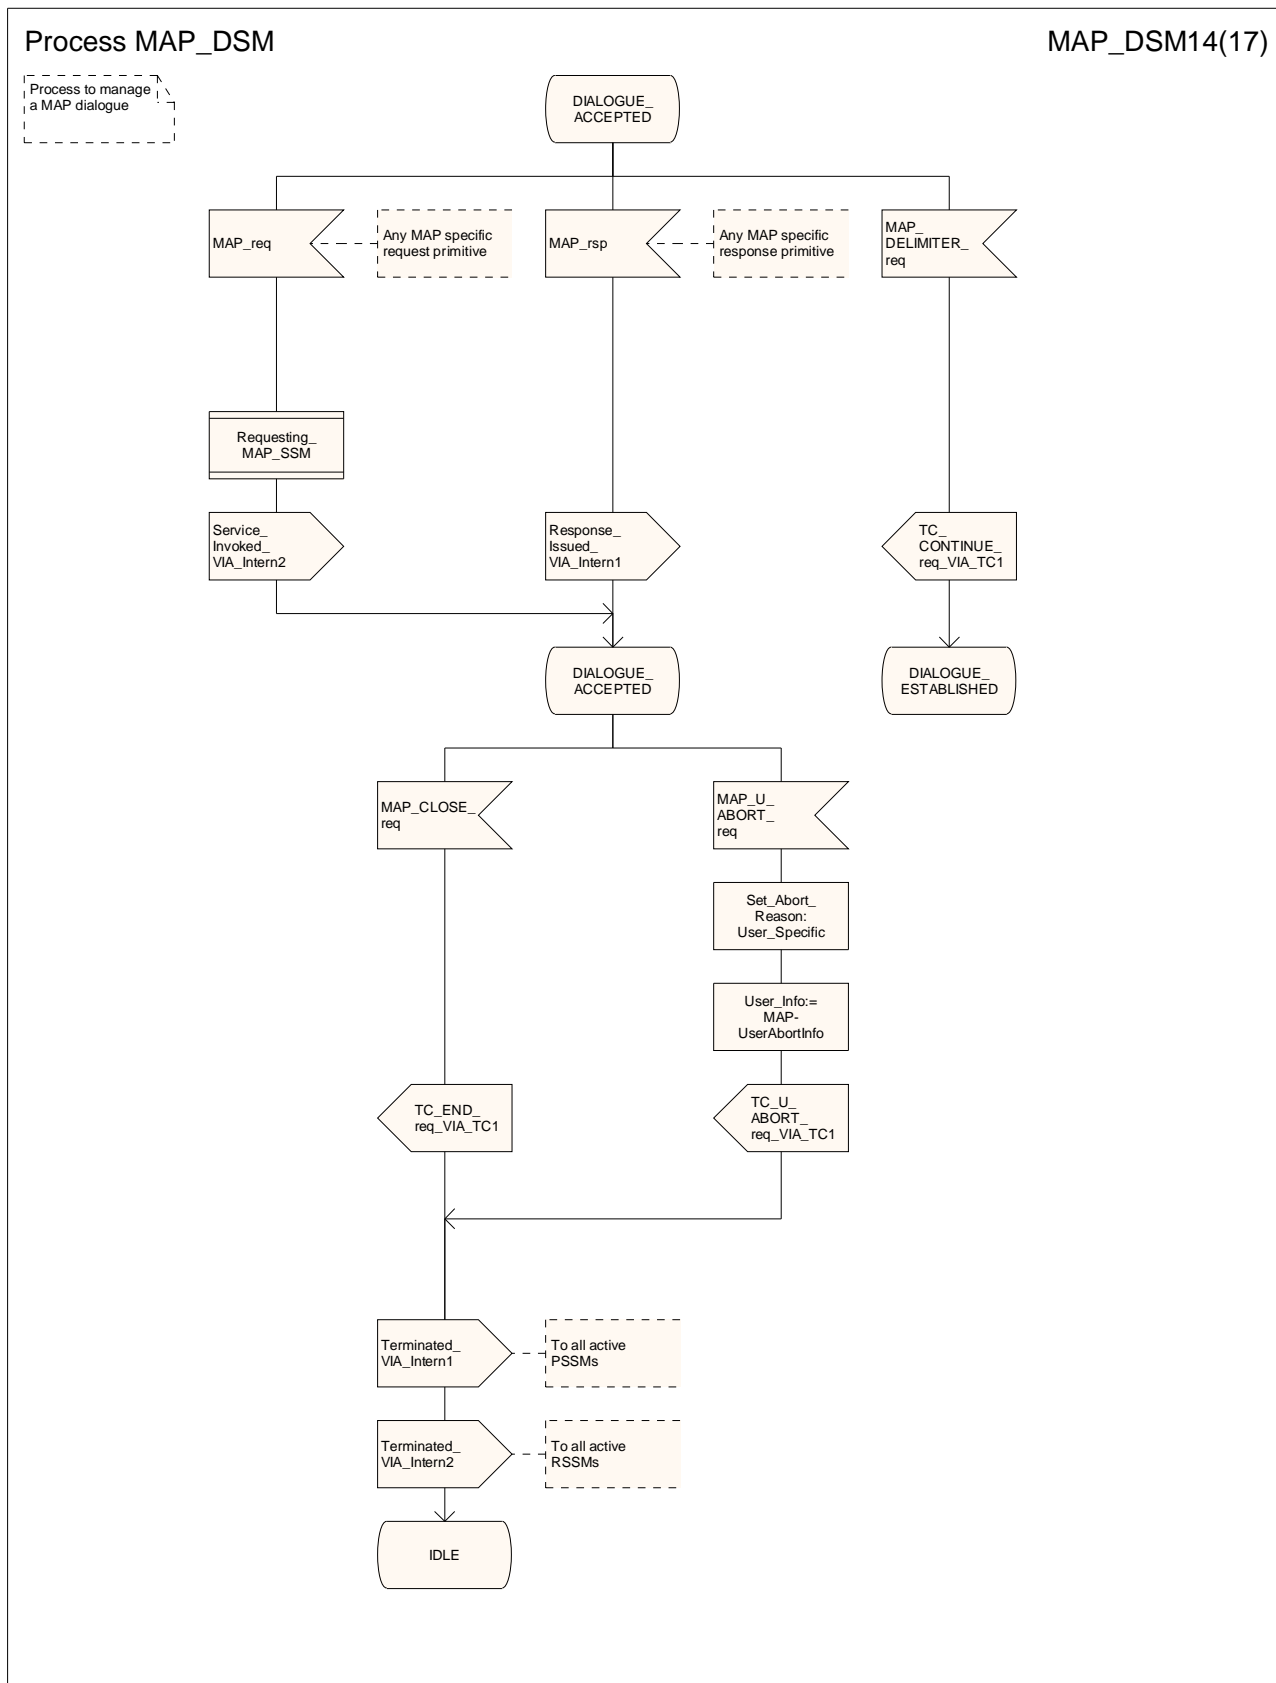 Process MAP_DSM
MAP_DSM14(17)
Process to manage
a MAP dialogue
DIALOGUE_
ACCEPTED
MAP_req
Any MAP specific
request primitive
MAP_rsp
Any MAP specific
response primitive
MAP_
DELIMITER_
req
Requesting_
MAP_SSM
Service_
Invoked_
VIA_Intern2
Response_
Issued_
VIA_Intern1
TC_
CONTINUE_
req_VIA_TC1
DIALOGUE_
ACCEPTED
DIALOGUE_
ESTABLISHED
MAP_CLOSE_
req
MAP_U_
ABORT_
req
Set_Abort_
Reason:
User_Specific
User_Info:=
MAP-
UserAbortInfo
TC_END_
req_VIA_TC1
TC_U_
ABORT_
req_VIA_TC1
Terminated_
VIA_Intern1
To all active
PSSMs
Terminated_
VIA_Intern2
To all active
RSSMs
IDLE